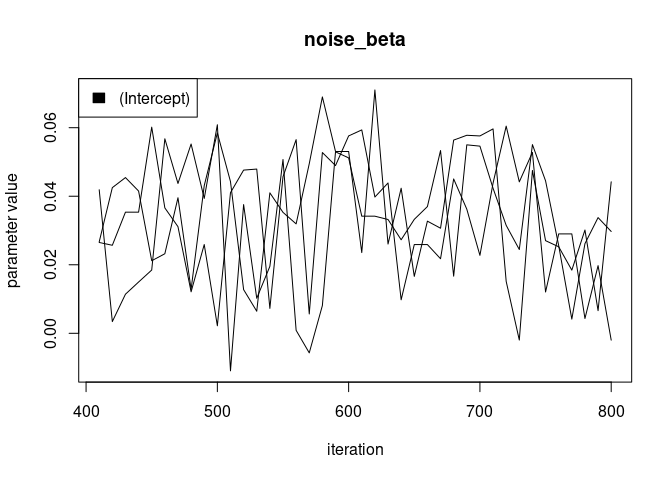 noise_beta
(Intercept)
parameter value
0.06
0.04
0.02
0.00
400 500 600 700 800
iteration